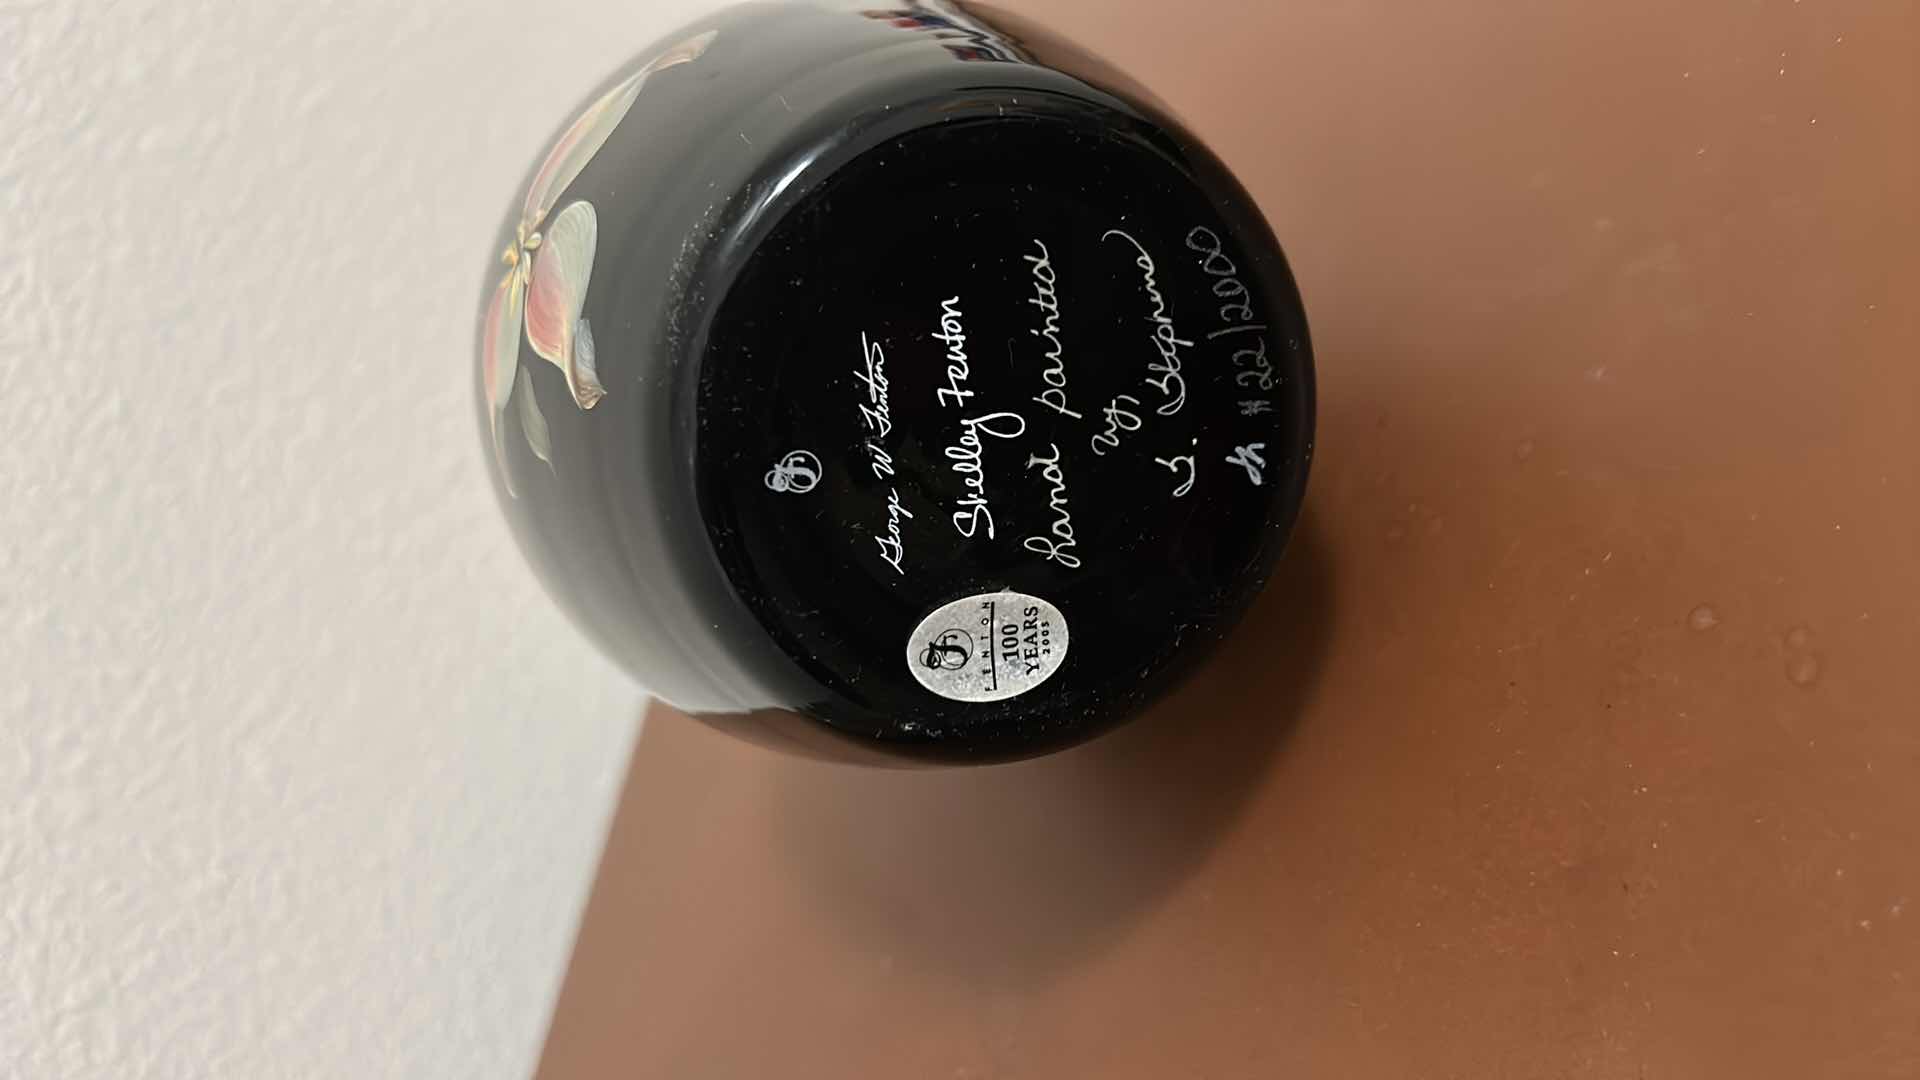 F
George W Fenton
Shelley Fenton
hand painted
by,
S. Stephens
#22/2000
F
FENTON
100
YEARS
2005